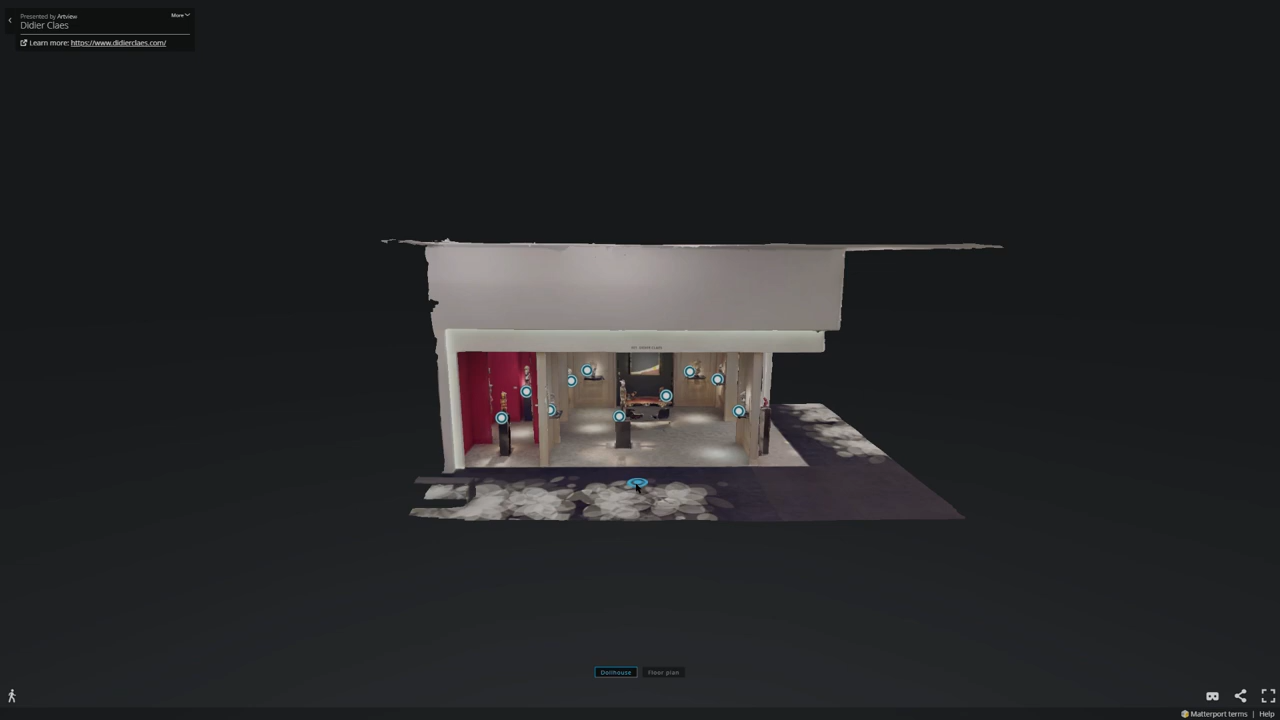 Presented by Artview
More
Didier Claes
Learn more: https://www.didierclaes.com/
Dollhouse
Floor plan
Matterport terms | Help